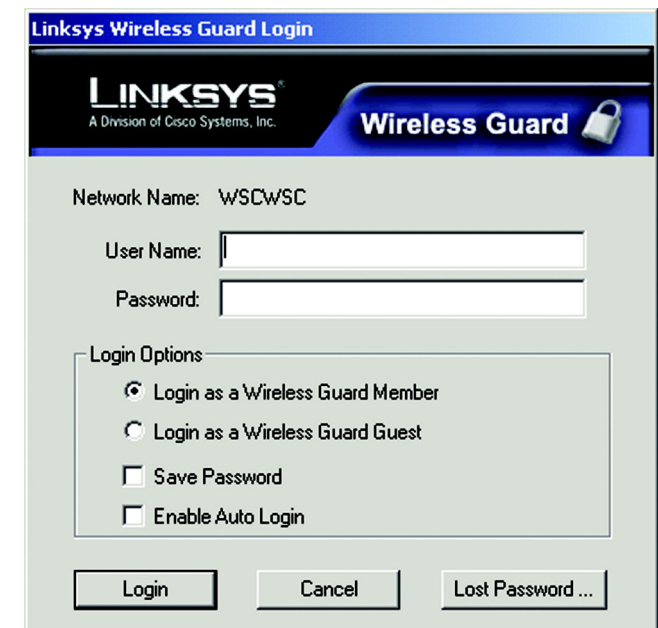 Linksys Wireless Guard Login
LINKSYS®
A Division of Cisco Systems, Inc.
Wireless Guard
Network Name: WSCWSC
User Name:
Password:
Login Options
Login as a Wireless Guard Member
Login as a Wireless Guard Guest
Save Password
Enable Auto Login
Login Cancel Lost Password ...